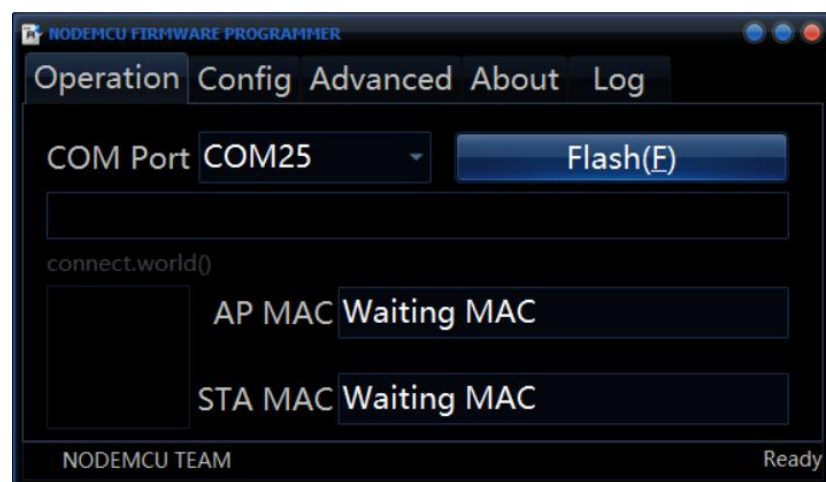 NODEMCU FIRMWARE PROGRAMMER
Operation Config Advanced About Log
COM Port COM25 Flash(F)
connect.world()
AP MAC Waiting MAC
STA MAC Waiting MAC
NODEMCU TEAM Ready